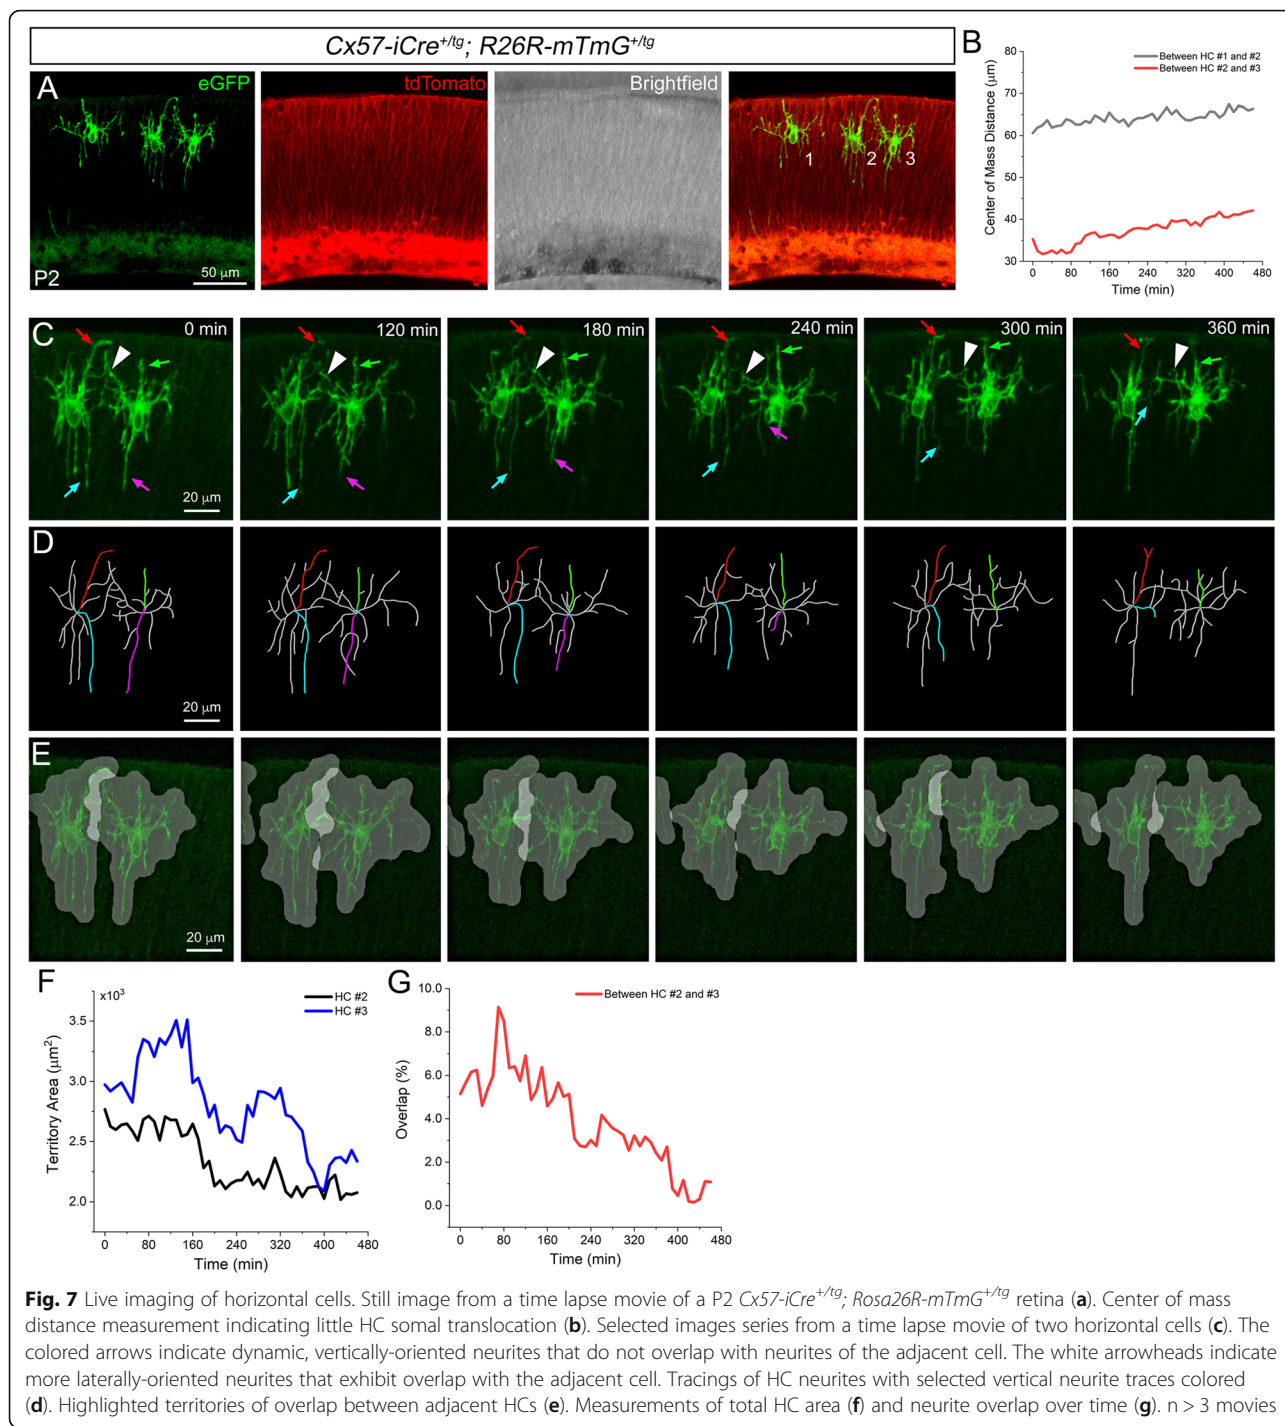 Cx57-iCre+/tg; R26R-mTmG+/tg
A
eGFP
P2
50 μm
tdTomato
Brightfield
1
2
3
B
Between HC #1 and #2
Between HC #2 and #3
Center of Mass Distance (μm)
80
70
60
50
40
30
0
80
160
240
320
400
480
Time (min)
C
0 min
120 min
180 min
240 min
300 min
360 min
20 μm
D
20 μm
E
20 μm
F
x10³
HC #2
HC #3
Territory Area (μm²)
3.5
3.0
2.5
2.0
0
80
160
240
320
400
480
Time (min)
G
Between HC #2 and #3
Overlap (%)
10.0
8.0
6.0
4.0
2.0
0.0
0
80
160
240
320
400
480
Time (min)
Fig. 7 Live imaging of horizontal cells. Still image from a time lapse movie of a P2 Cx57-iCre+/tg; Rosa26R-mTmG+/tg retina (a). Center of mass
distance measurement indicating little HC somal translocation (b). Selected images series from a time lapse movie of two horizontal cells (c). The
colored arrows indicate dynamic, vertically-oriented neurites that do not overlap with neurites of the adjacent cell. The white arrowheads indicate
more laterally-oriented neurites that exhibit overlap with the adjacent cell. Tracings of HC neurites with selected vertical neurite traces colored
(d). Highlighted territories of overlap between adjacent HCs (e). Measurements of total HC area (f) and neurite overlap over time (g). n > 3 movies